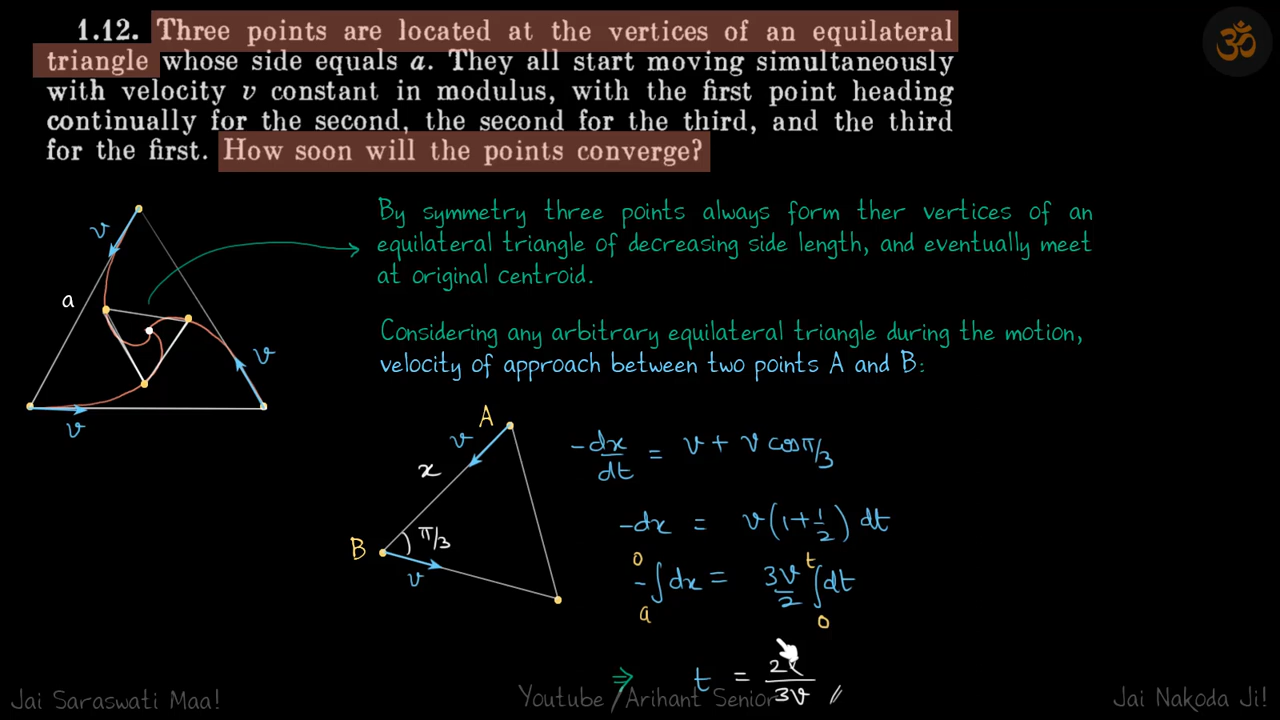 1.12. Three points are located at the vertices of an equilateral
triangle whose side equals a. They all start moving simultaneously
with velocity v constant in modulus, with the first point heading
continually for the second, the second for the third, and the third
for the first. How soon will the points converge?
ॐ
By symmetry three points always form ther vertices of an
equilateral triangle of decreasing side length, and eventually meet
at original centroid.
v
a
v
v
Considering any arbitrary equilateral triangle during the motion,
velocity of approach between two points A and B:
A
v
x
B
π/3
v
-dx/dt = v + v cos π/3
-dx = v(1+1/2) dt
-∫ₐ⁰ dx = 3v/2 ∫₀ᵗ dt
⇒ t = 2 /3v //
Jai Saraswati Maa!
Youtube / Arihant Senior
Jai Nakoda Ji!